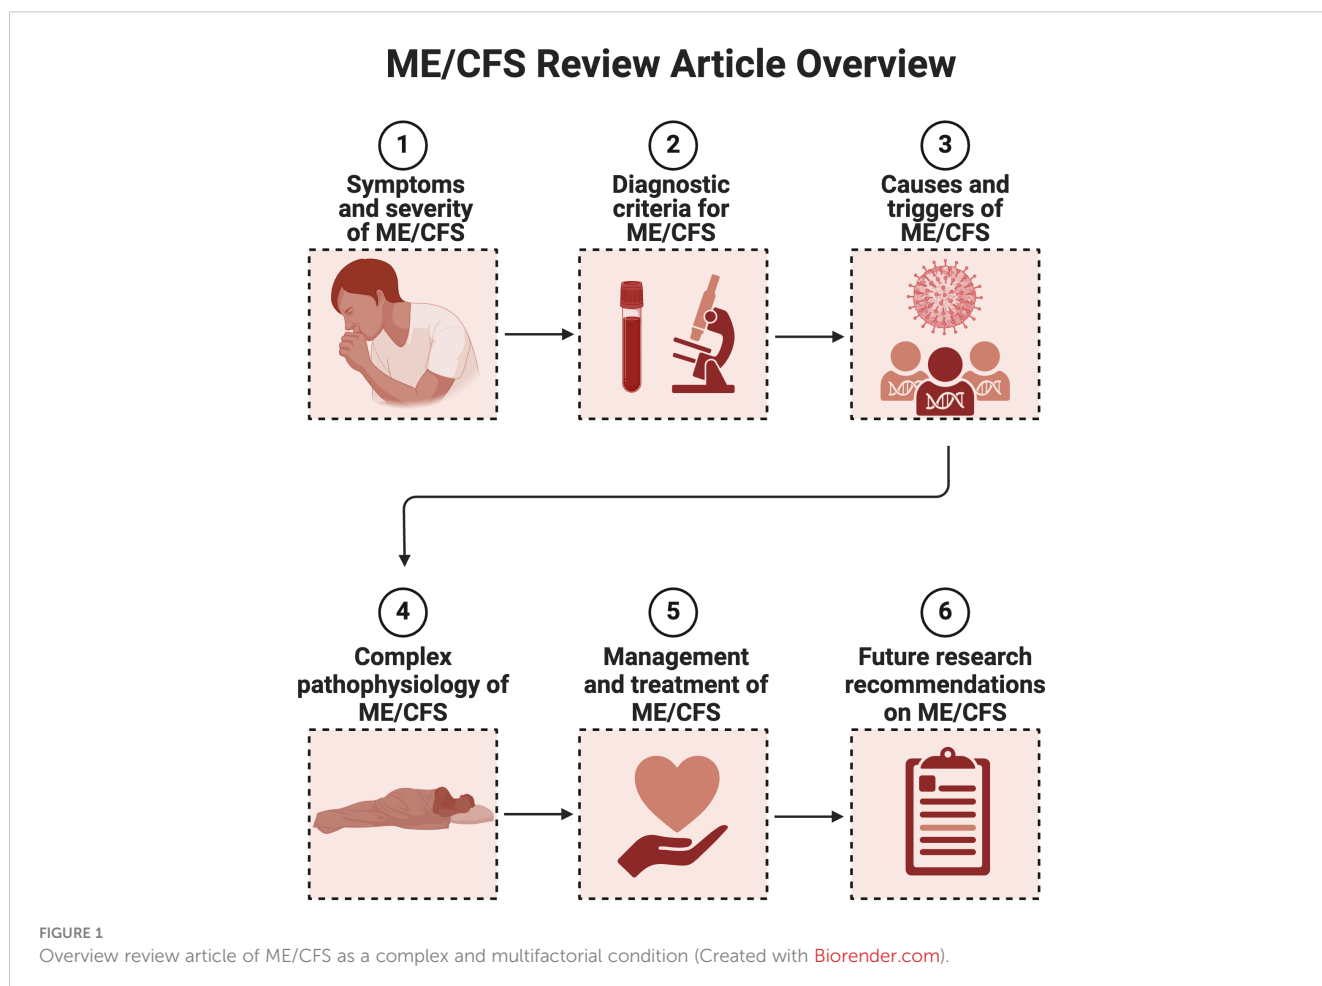 ME/CFS Review Article Overview
1
Symptoms
and severity
of ME/CFS
2
Diagnostic
criteria for
ME/CFS
3
Causes and
triggers of
ME/CFS
4
Complex
pathophysiology of
ME/CFS
5
Management
and treatment of
ME/CFS
6
Future research
recommendations
on ME/CFS
FIGURE 1
Overview review article of ME/CFS as a complex and multifactorial condition (Created with Biorender.com).